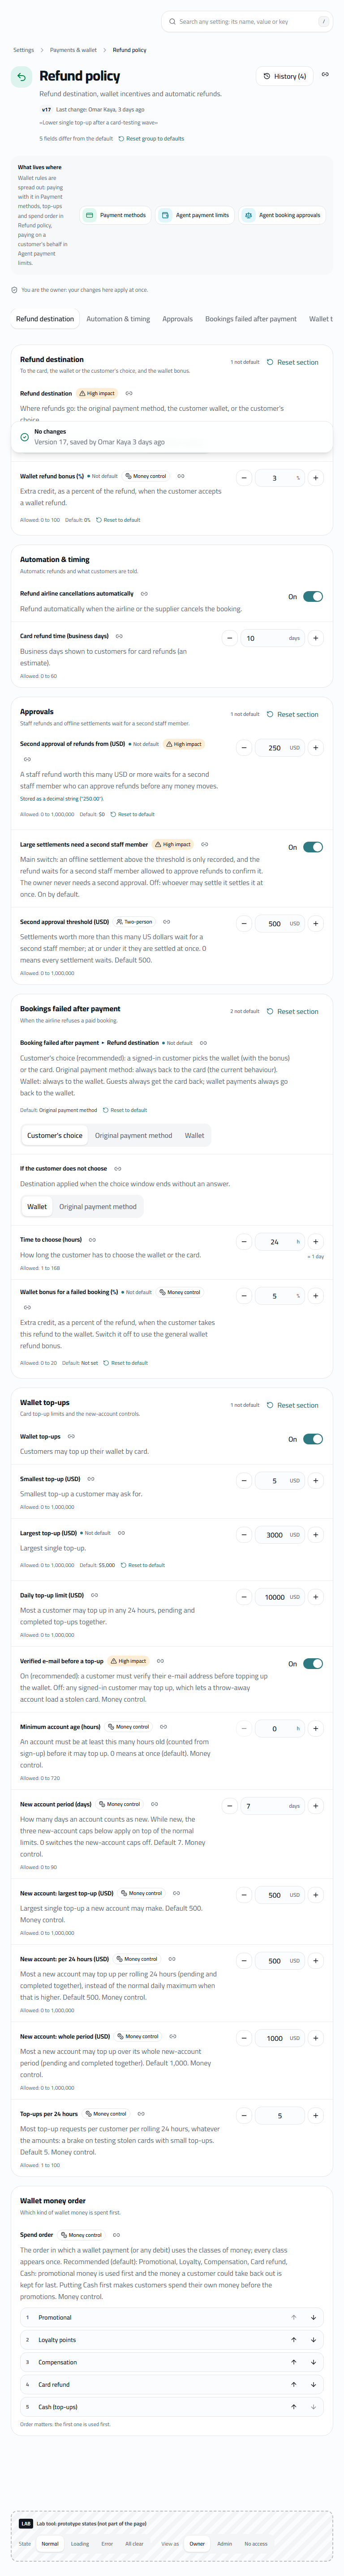 Search any setting: its name, value or key
/
Settings > Payments & wallet > Refund policy
Refund policy
History (4)
Refund destination, wallet incentives and automatic refunds.
v17 Last change: Omar Kaya, 3 days ago
«Lower single top-up after a card-testing wave»
5 fields differ from the default Reset group to defaults
What lives where
Wallet rules are
spread out: paying
with it in Payment
methods, top-ups
and spend order in
Refund policy,
paying on a
customer's behalf in
Agent payment
limits.
Payment methods
Agent payment limits
Agent booking approvals
You are the owner: your changes here apply at once.
Refund destination
Automation & timing
Approvals
Bookings failed after payment
Wallet t
Refund destination
1 not default Reset section
To the card, the wallet or the customer's choice, and the wallet bonus.
Refund destination High impact
Where refunds go: the original payment method, the customer wallet, or the customer's
choice.
No changes
Version 17, saved by Omar Kaya 3 days ago
Wallet refund bonus (%) Not default Money control
3 %
Extra credit, as a percent of the refund, when the customer accepts
a wallet refund.
Allowed: 0 to 100 Default: 0% Reset to default
Automation & timing
Automatic refunds and what customers are told.
Refund airline cancellations automatically
On
Refund automatically when the airline or the supplier cancels the booking.
Card refund time (business days)
10 days
Business days shown to customers for card refunds (an
estimate).
Allowed: 0 to 60
Approvals
1 not default Reset section
Staff refunds and offline settlements wait for a second staff member.
Second approval of refunds from (USD) Not default High impact
250 USD
A staff refund worth this many USD or more waits for a second
staff member who can approve refunds before any money moves.
Stored as a decimal string ("250.00").
Allowed: 0 to 1,000,000 Default: $0 Reset to default
Large settlements need a second staff member High impact
On
Main switch: an offline settlement above the threshold is only recorded, and the
refund waits for a second staff member allowed to approve refunds to confirm it.
The owner never needs a second approval. Off: whoever may settle it settles it at
once. On by default.
Second approval threshold (USD) Two-person
500 USD
Settlements worth more than this many US dollars wait for a
second staff member; at or under it they are settled at once. 0
means every settlement waits. Default 500.
Allowed: 0 to 1,000,000
Bookings failed after payment
2 not default Reset section
When the airline refuses a paid booking.
Booking failed after payment • Refund destination Not default
Customer's choice (recommended): a signed-in customer picks the wallet (with the bonus)
or the card. Original payment method: always back to the card (the current behaviour).
Wallet: always to the wallet. Guests always get the card back; wallet payments always go
back to the wallet.
Default: Original payment method Reset to default
Customer's choice
Original payment method
Wallet
If the customer does not choose
Destination applied when the choice window ends without an answer.
Wallet
Original payment method
Time to choose (hours)
24 h
How long the customer has to choose the wallet or the card.
= 1 day
Allowed: 1 to 168
Wallet bonus for a failed booking (%) Not default Money control
5 %
Extra credit, as a percent of the refund, when the customer takes
this refund to the wallet. Switch it off to use the general wallet
refund bonus.
Allowed: 0 to 20 Default: Not set Reset to default
Wallet top-ups
1 not default Reset section
Card top-up limits and the new-account controls.
Wallet top-ups
On
Customers may top up their wallet by card.
Smallest top-up (USD)
5 USD
Smallest top-up a customer may ask for.
Allowed: 0 to 1,000,000
Largest top-up (USD) Not default
3000 USD
Largest single top-up.
Allowed: 0 to 1,000,000 Default: $5,000 Reset to default
Daily top-up limit (USD)
10000 USD
Most a customer may top up in any 24 hours, pending and
completed top-ups together.
Allowed: 0 to 1,000,000
Verified e-mail before a top-up High impact
On
On (recommended): a customer must verify their e-mail address before topping up
the wallet. Off: any signed-in customer may top up, which lets a throw-away
account load a stolen card. Money control.
Minimum account age (hours) Money control
0 h
An account must be at least this many hours old (counted from
sign-up) before it may top up. 0 means at once (default). Money
control.
Allowed: 0 to 720
New account period (days) Money control
7 days
How many days an account counts as new. While new, the
three new-account caps below apply on top of the normal
limits. 0 switches the new-account caps off. Default 7. Money
control.
Allowed: 0 to 90
New account: largest top-up (USD) Money control
500 USD
Largest single top-up a new account may make. Default 500.
Money control.
Allowed: 0 to 1,000,000
New account: per 24 hours (USD) Money control
500 USD
Most a new account may top up per rolling 24 hours (pending and
completed together), instead of the normal daily maximum when
that is higher. Default 500. Money control.
Allowed: 0 to 1,000,000
New account: whole period (USD) Money control
1000 USD
Most a new account may top up over its whole new-account
period (pending and completed together). Default 1,000. Money
control.
Allowed: 0 to 1,000,000
Top-ups per 24 hours Money control
5
Most top-up requests per customer per rolling 24 hours, whatever
the amounts: a brake on testing stolen cards with small top-ups.
Default 5. Money control.
Allowed: 1 to 100
Wallet money order
Which kind of wallet money is spent first.
Spend order Money control
The order in which a wallet payment (or any debit) uses the classes of money; every class
appears once. Recommended (default): Promotional, Loyalty, Compensation, Card refund,
Cash: promotional money is used first and the money a customer could take back out is
kept for last. Putting Cash first makes customers spend their own money before the
promotions. Money control.
1 Promotional
2 Loyalty points
3 Compensation
4 Card refund
5 Cash (top-ups)
Order matters: the first one is used first.
LAB Lab tool: prototype states (not part of the page)
State Normal Loading Error All clear View as Owner Admin No access